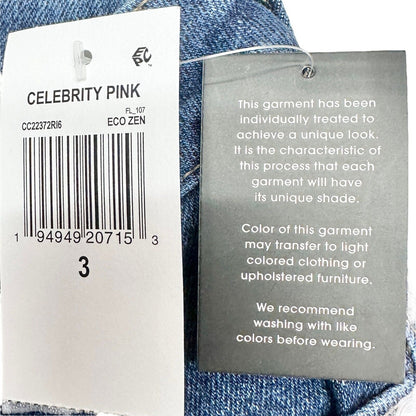 CELEBRITY PINK
FL_107
CC22372RI6 ECO ZEN
1 94949 20715 3
3
This garment has been
individually treated to
achieve a unique look.
It is the characteristic
of this process that each
garment will have
its unique shade.
Color of this garment
may transfer to light
colored clothing or
upholstered furniture.
We recommend
washing with like
colors before wearing.